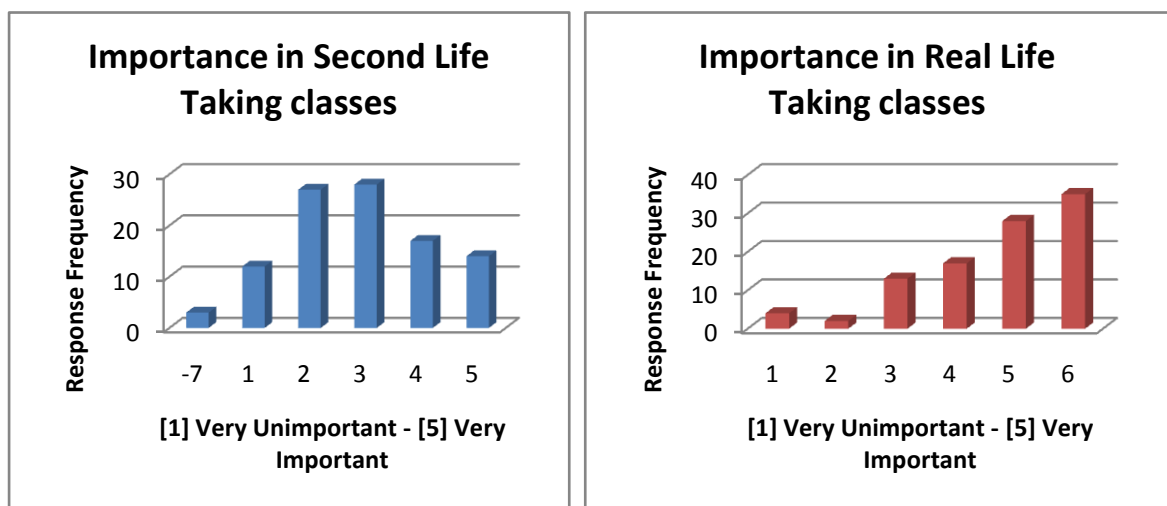 Importance in Second Life
Taking classes
Response Frequency
30
20
10
0
-7 1 2 3 4 5
[1] Very Unimportant - [5] Very
Important
Importance in Real Life
Taking classes
Response Frequency
40
30
20
10
0
1 2 3 4 5 6
[1] Very Unimportant - [5] Very
Important